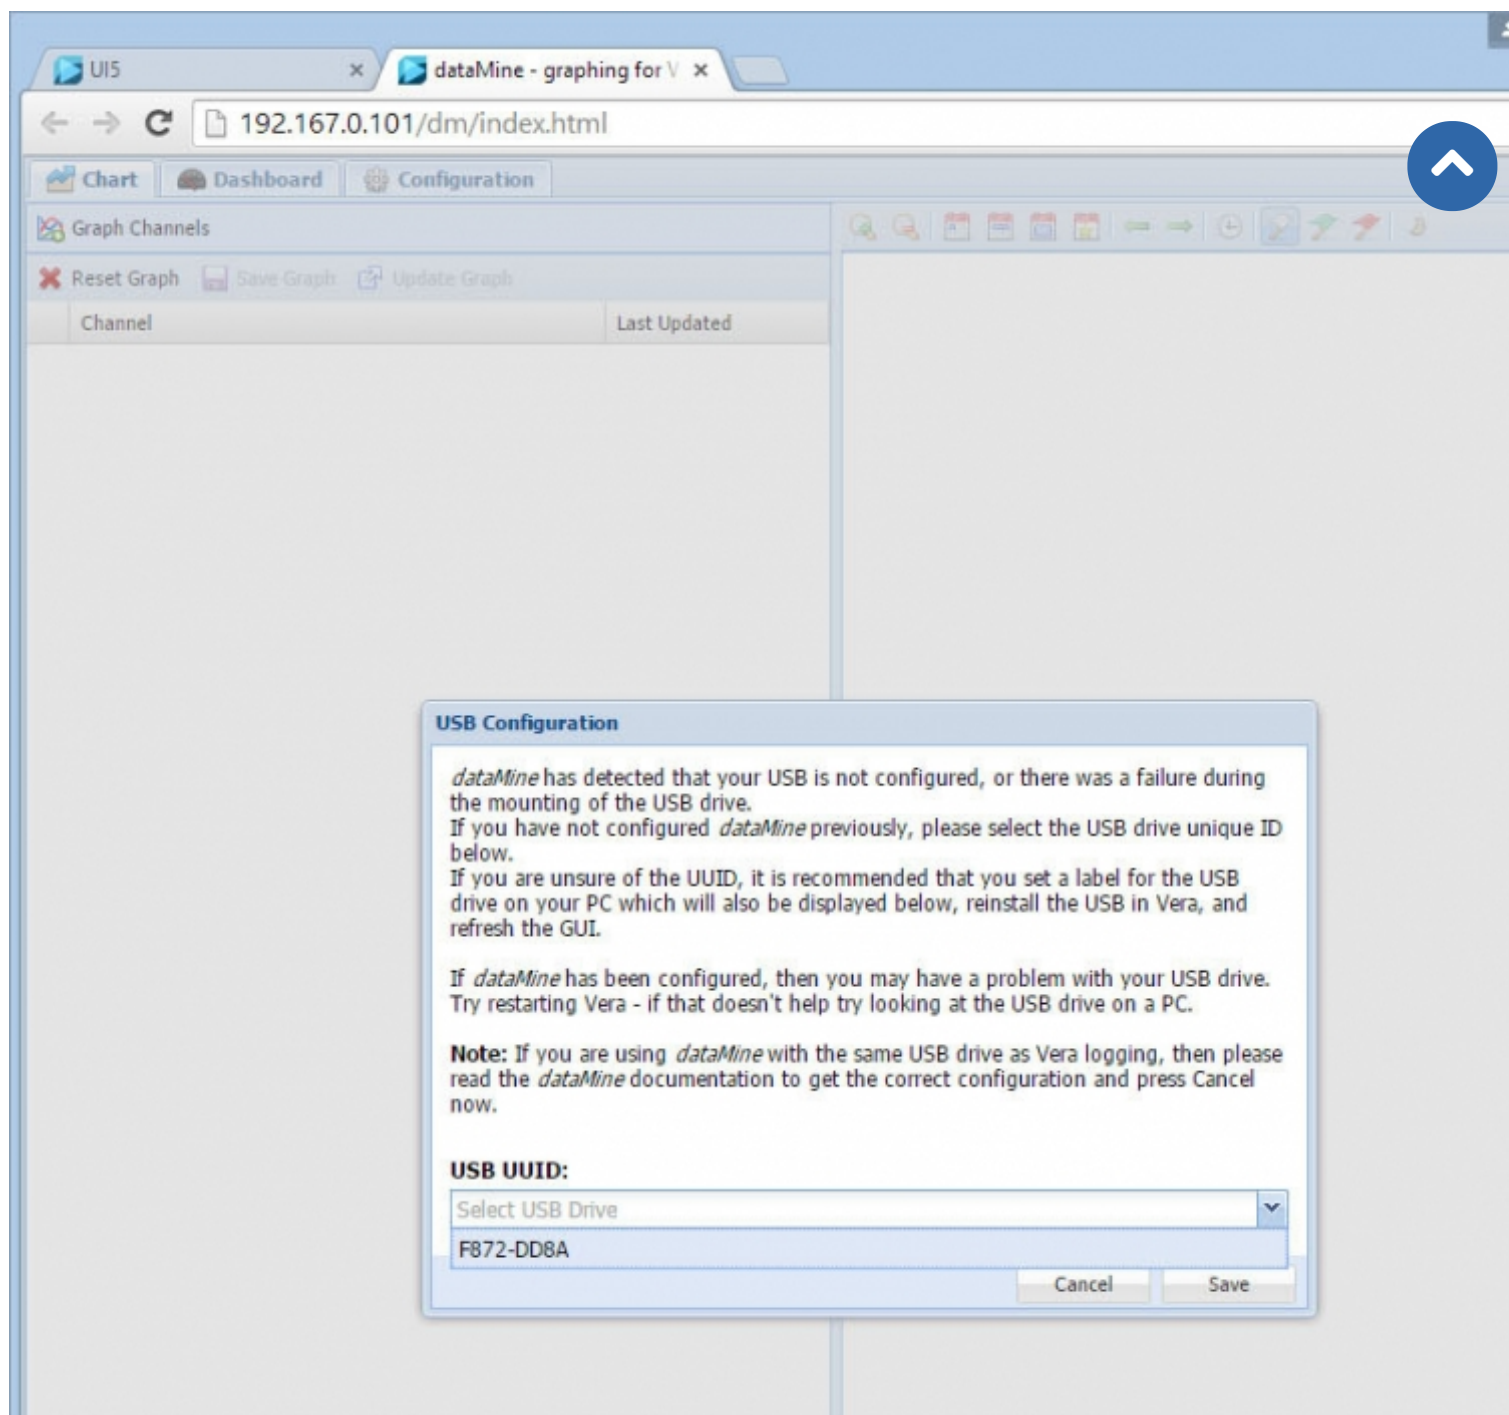 UI5
dataMine - graphing for V
192.167.0.101/dm/index.html
Chart Dashboard Configuration
Graph Channels
Reset Graph Save Graph Update Graph
Channel Last Updated
USB Configuration
dataMine has detected that your USB is not configured, or there was a failure during
the mounting of the USB drive.
If you have not configured dataMine previously, please select the USB drive unique ID
below.
If you are unsure of the UUID, it is recommended that you set a label for the USB
drive on your PC which will also be displayed below, reinstall the USB in Vera, and
refresh the GUI.
If dataMine has been configured, then you may have a problem with your USB drive.
Try restarting Vera - if that doesn't help try looking at the USB drive on a PC.
Note: If you are using dataMine with the same USB drive as Vera logging, then please
read the dataMine documentation to get the correct configuration and press Cancel
now.
USB UUID:
Select USB Drive
F872-DD8A
Cancel Save